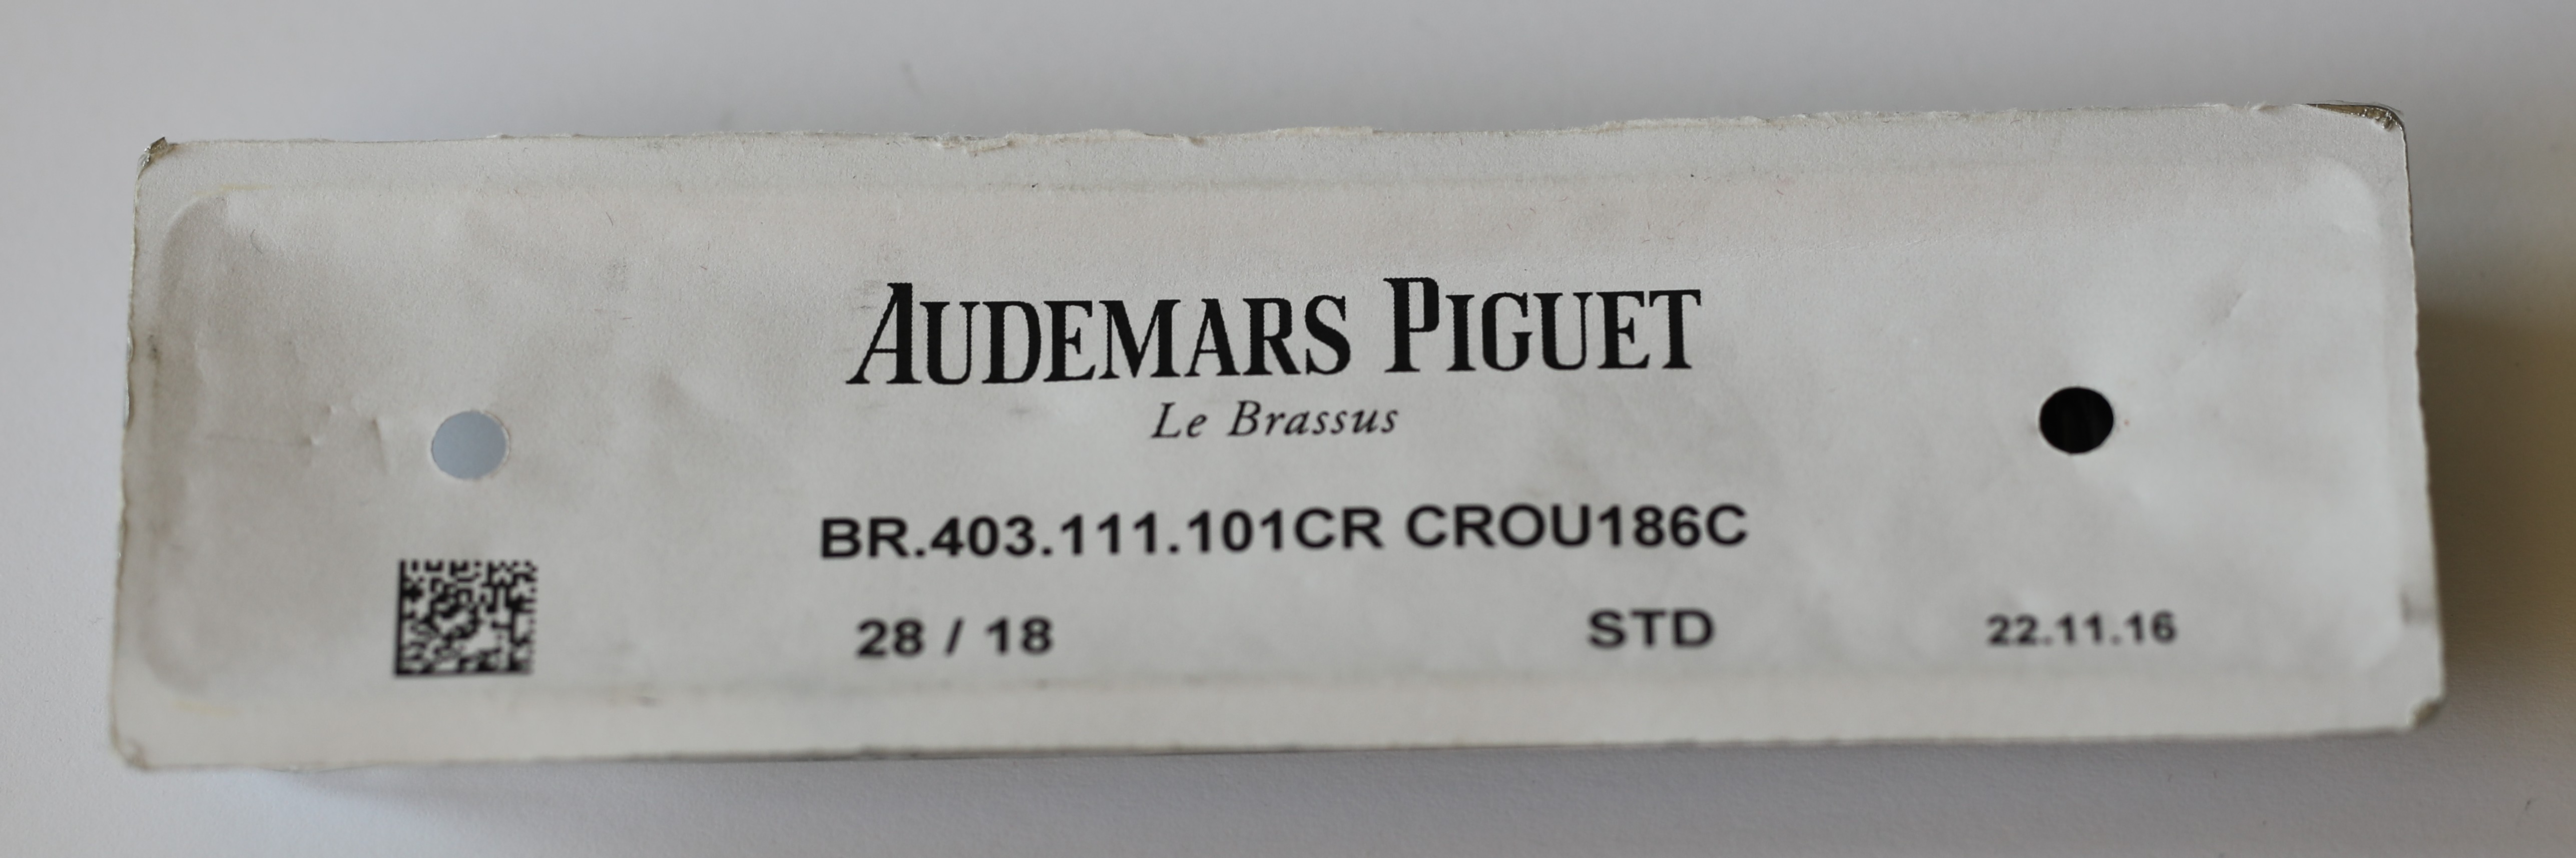 AUDEMARS PIGUET
Le Brassus
BR.403.111.101CR CROU186C
28 / 18 STD 22.11.16